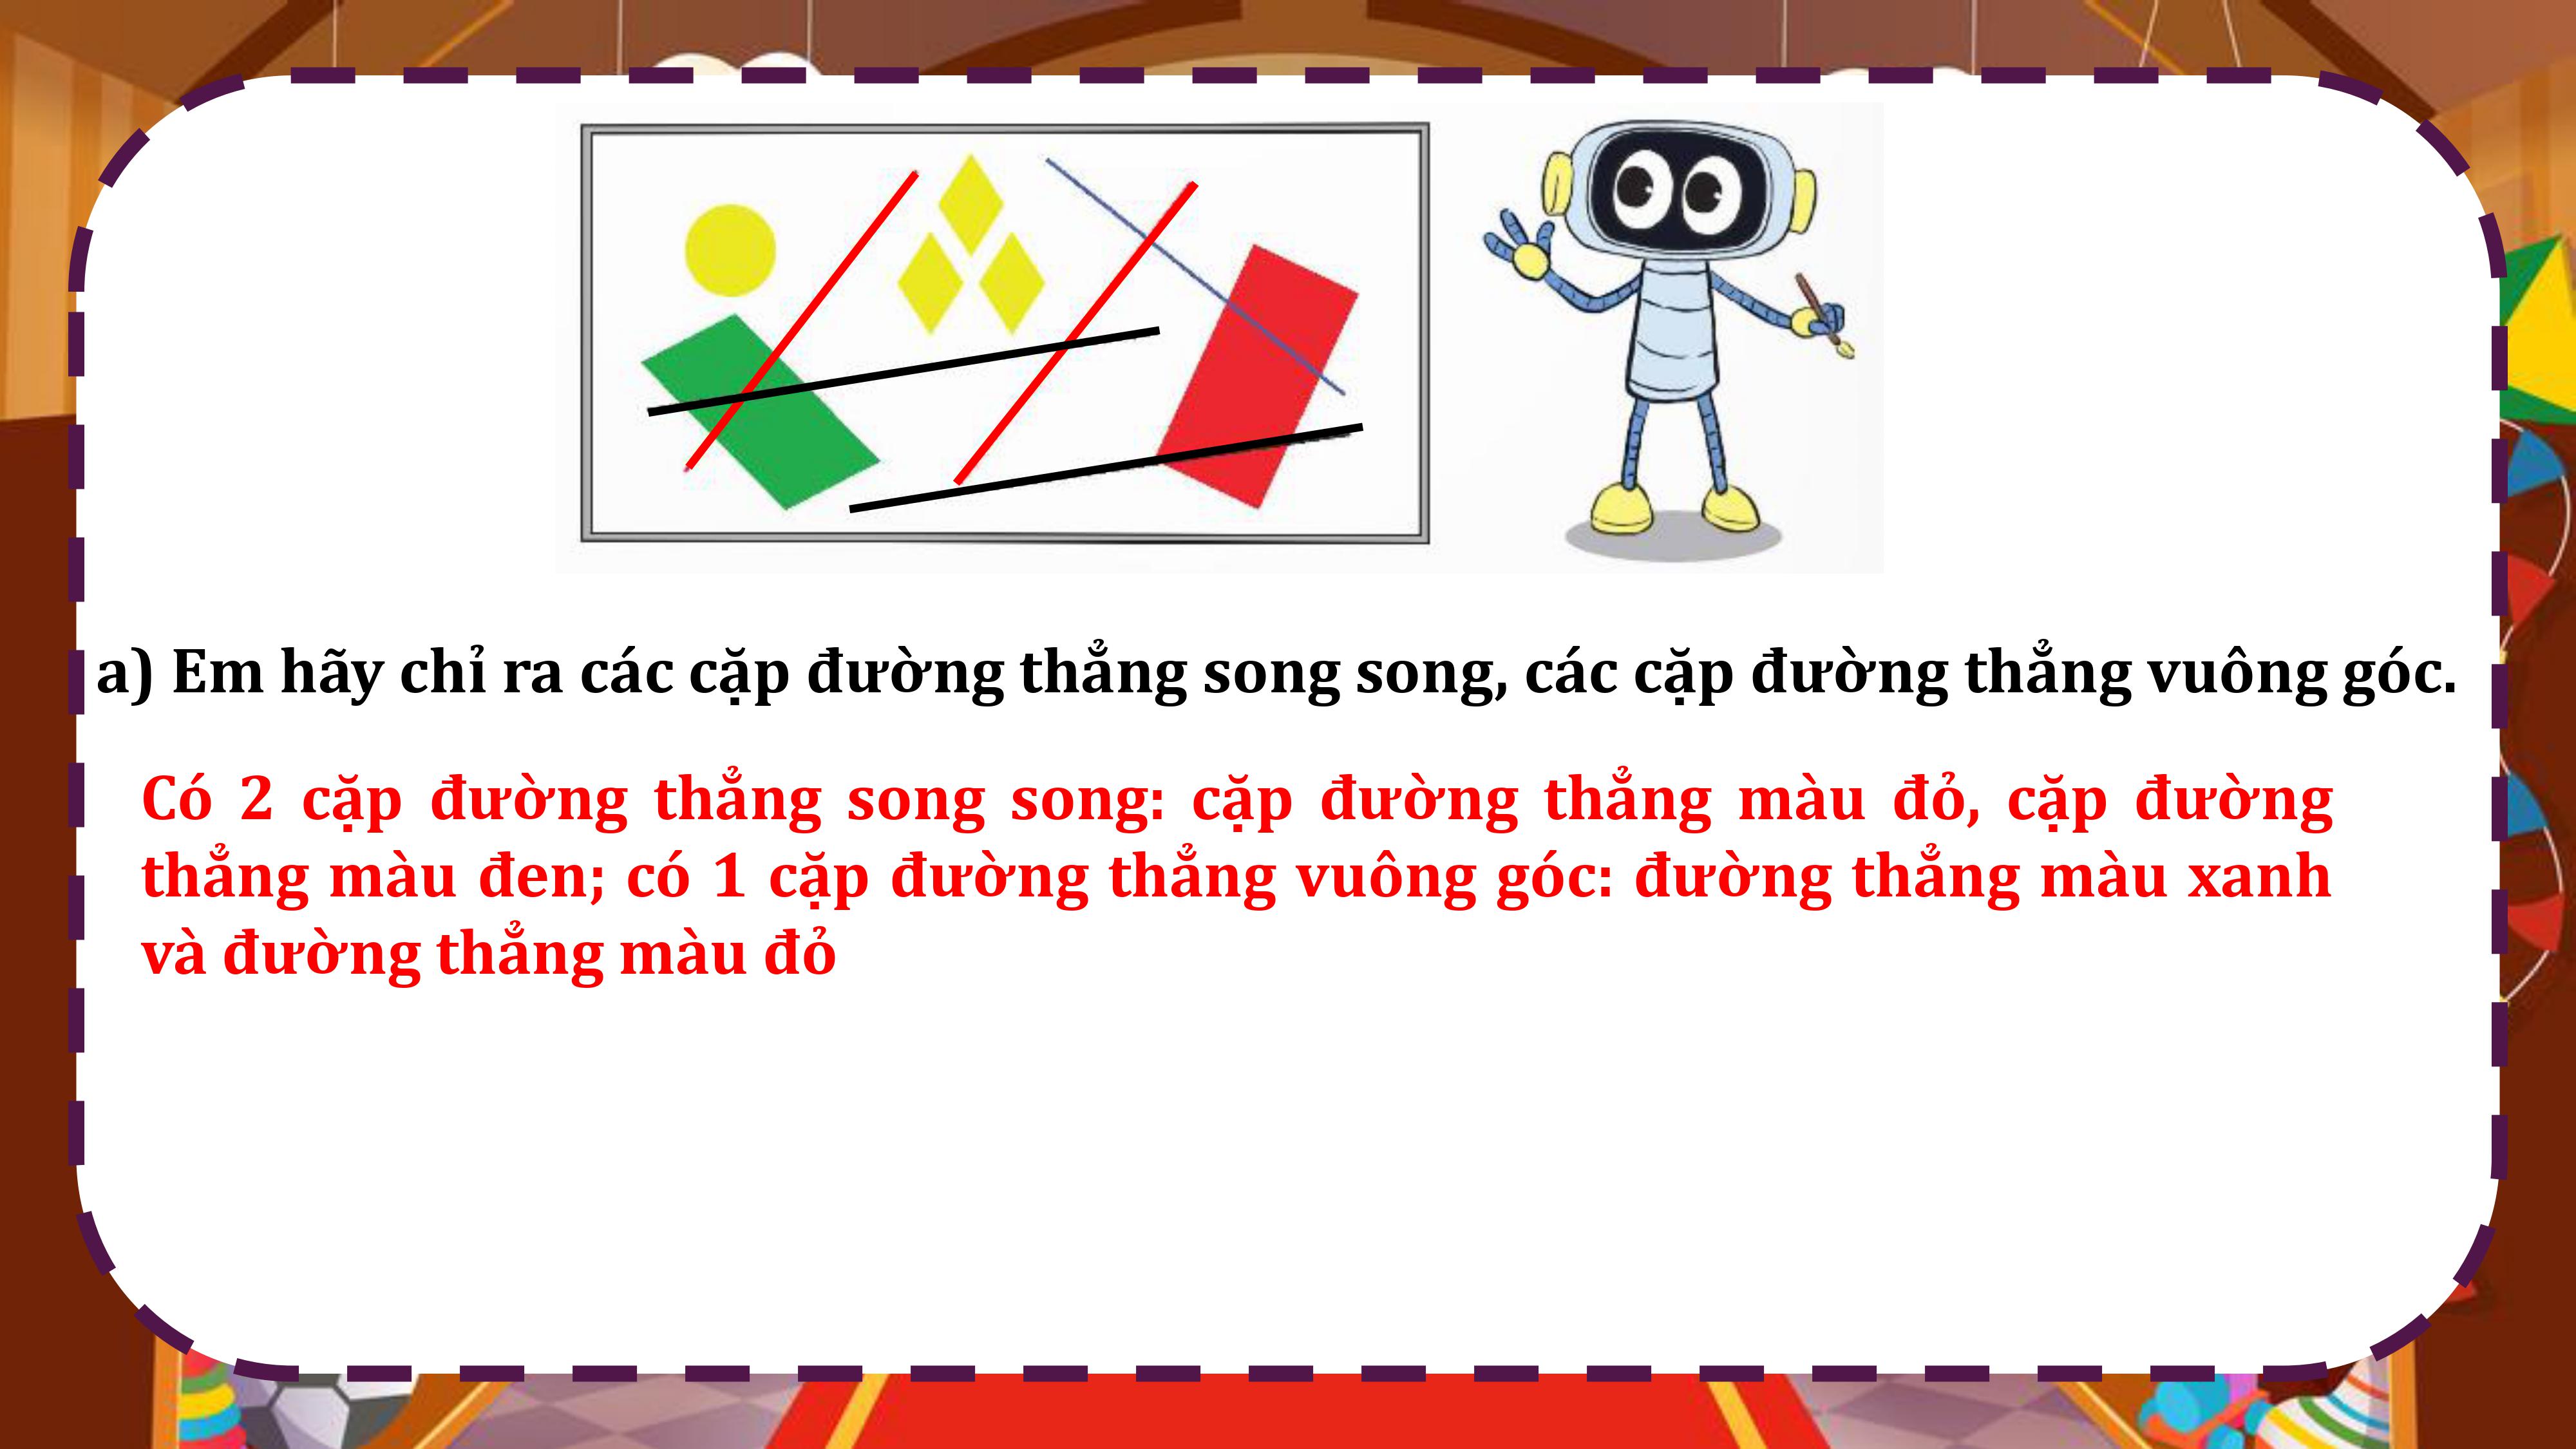 a) Em hãy chỉ ra các cặp đường thẳng song song, các cặp đường thẳng vuông góc.
Có 2 cặp đường thẳng song song: cặp đường thẳng màu đỏ, cặp đường
thẳng màu đen; có 1 cặp đường thẳng vuông góc: đường thẳng màu xanh
và đường thẳng màu đỏ